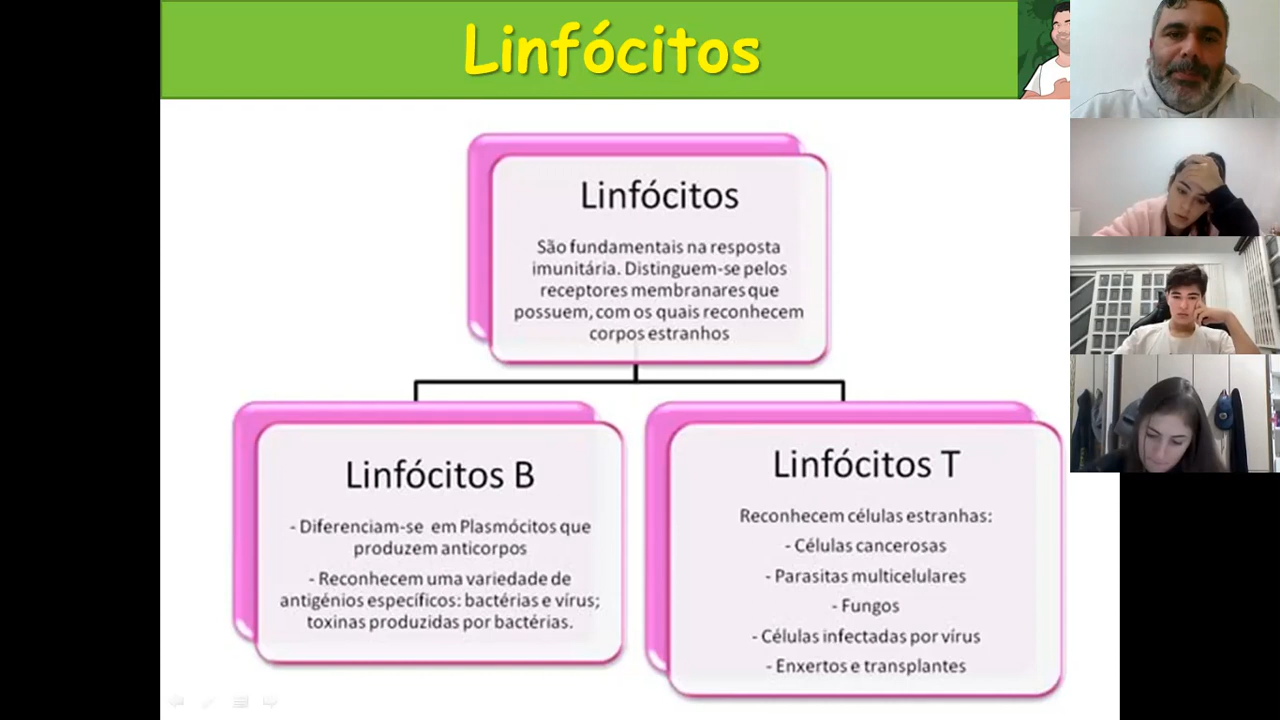 Linfócitos
Linfócitos
São fundamentais na resposta
imunitária. Distinguem-se pelos
receptores membranares que
possuem, com os quais reconhecem
corpos estranhos
Linfócitos B
- Diferenciam-se em Plasmócitos que
produzem anticorpos
- Reconhecem uma variedade de
antigénios específicos: bactérias e vírus;
toxinas produzidas por bactérias.
Linfócitos T
Reconhecem células estranhas:
- Células cancerosas
- Parasitas multicelulares
- Fungos
- Células infectadas por vírus
- Enxertos e transplantes